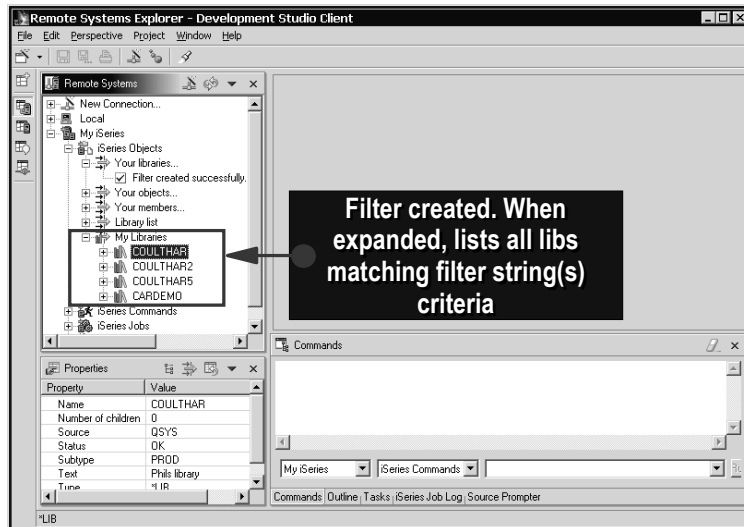 Remote Systems Explorer - Development Studio Client
File Edit Perspective Project Window Help
Remote Systems
New Connection...
Local
My iSeries
iSeries Objects
Your libraries...
Filter created successfully.
Your objects...
Your members...
Library list
My Libraries
COULTHAR
COULTHAR2
COULTHAR5
CARDEMO
iSeries Commands
iSeries Jobs
Filter created. When
expanded, lists all libs
matching filter string(s)
criteria
Properties
Property Value
Name COULTHAR
Number of children 0
Source QSYS
Status OK
Subtype PROD
Text Phils library
Type *LIB
Commands
My iSeries iSeries Commands
Commands Outline Tasks iSeries Job Log Source Prompter
*LIB